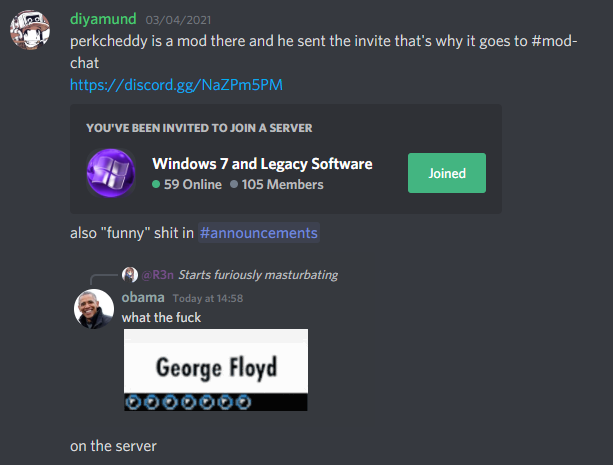 diyamund 03/04/2021
perkcheddy is a mod there and he sent the invite that's why it goes to #mod-
chat
https://discord.gg/NaZPm5PM
YOU'VE BEEN INVITED TO JOIN A SERVER
Windows 7 and Legacy Software
59 Online 105 Members
Joined
also "funny" shit in #announcements
@R3n Starts furiously masturbating
obama Today at 14:58
what the fuck
George Floyd
on the server